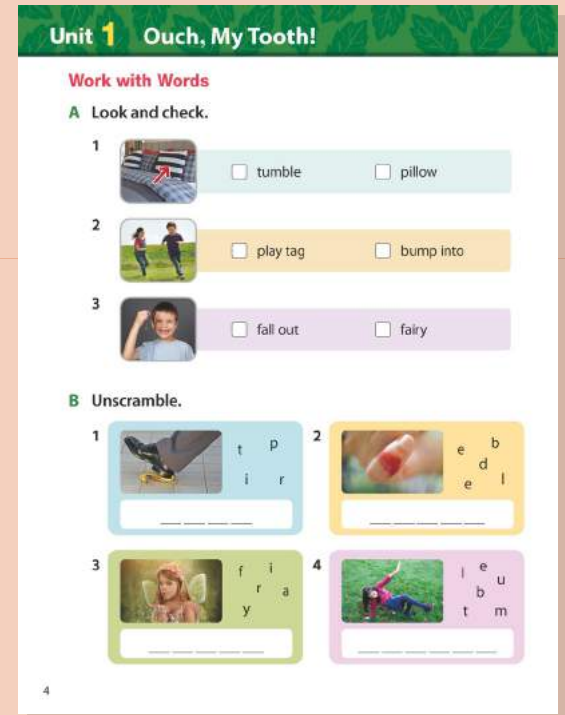 Unit 1 Ouch, My Tooth!
Work with Words
A Look and check.
1
tumble pillow
2
play tag bump into
3
fall out fairy
B Unscramble.
1
t p
i r
2
e b
d
e l
3
f i
r a
y
4
l e
u
b
t m
4